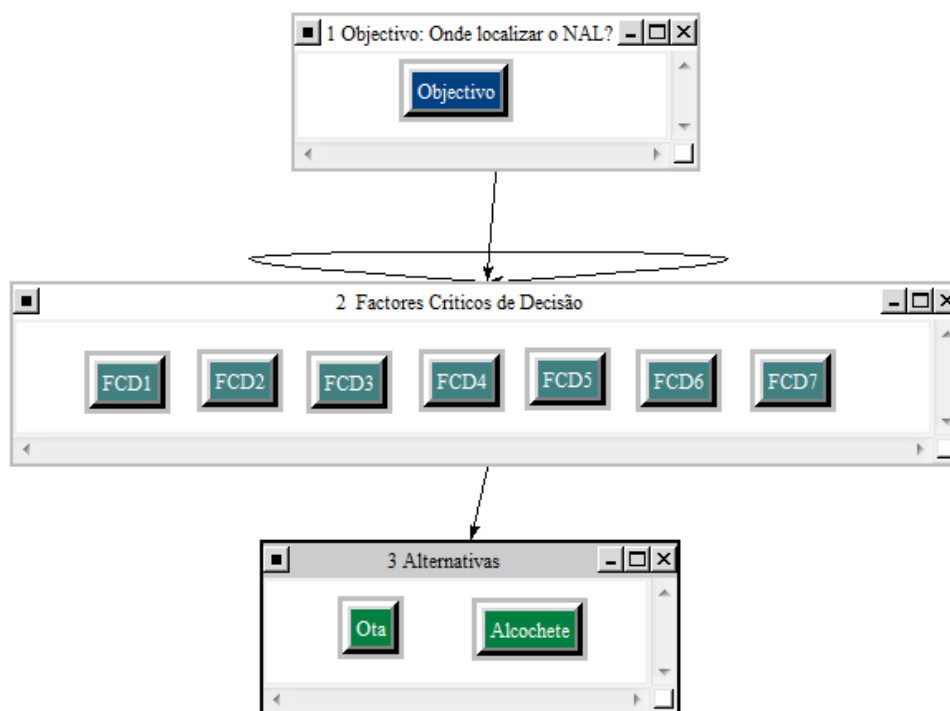 1 Objectivo: Onde localizar o NAL?
Objectivo
2 Factores Criticos de Decisão
FCD1 FCD2 FCD3 FCD4 FCD5 FCD6 FCD7
3 Alternativas
Ota Alcochete